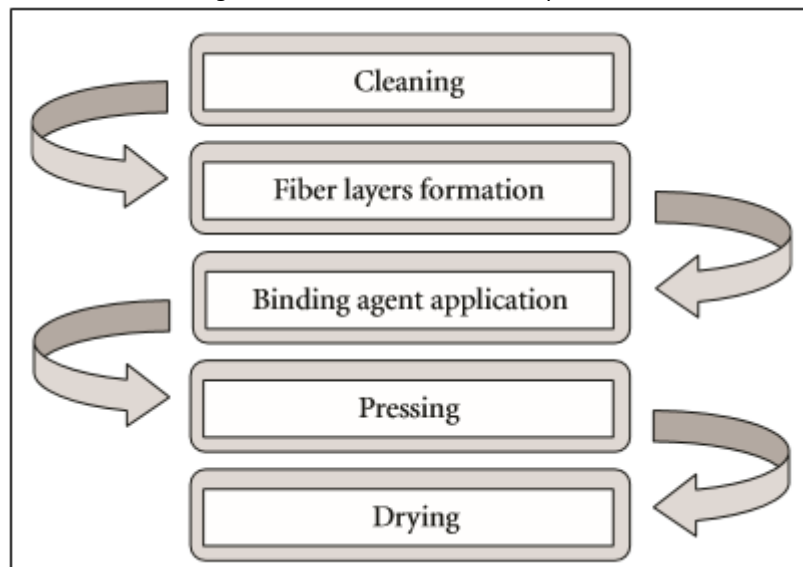 Cleaning
Fiber layers formation
Binding agent application
Pressing
Drying